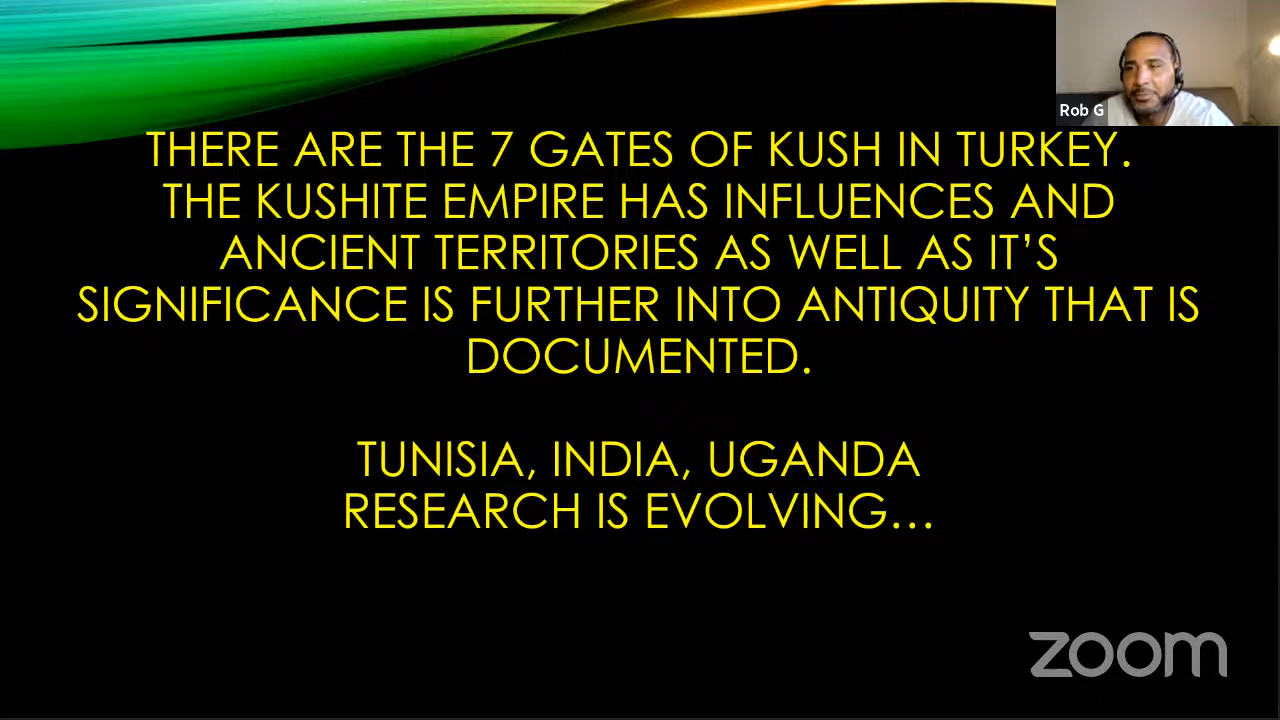 Rob G
THERE ARE THE 7 GATES OF KUSH IN TURKEY.
THE KUSHITE EMPIRE HAS INFLUENCES AND
ANCIENT TERRITORIES AS WELL AS IT'S
SIGNIFICANCE IS FURTHER INTO ANTIQUITY THAT IS
DOCUMENTED.
TUNISIA, INDIA, UGANDA
RESEARCH IS EVOLVING...
zoom